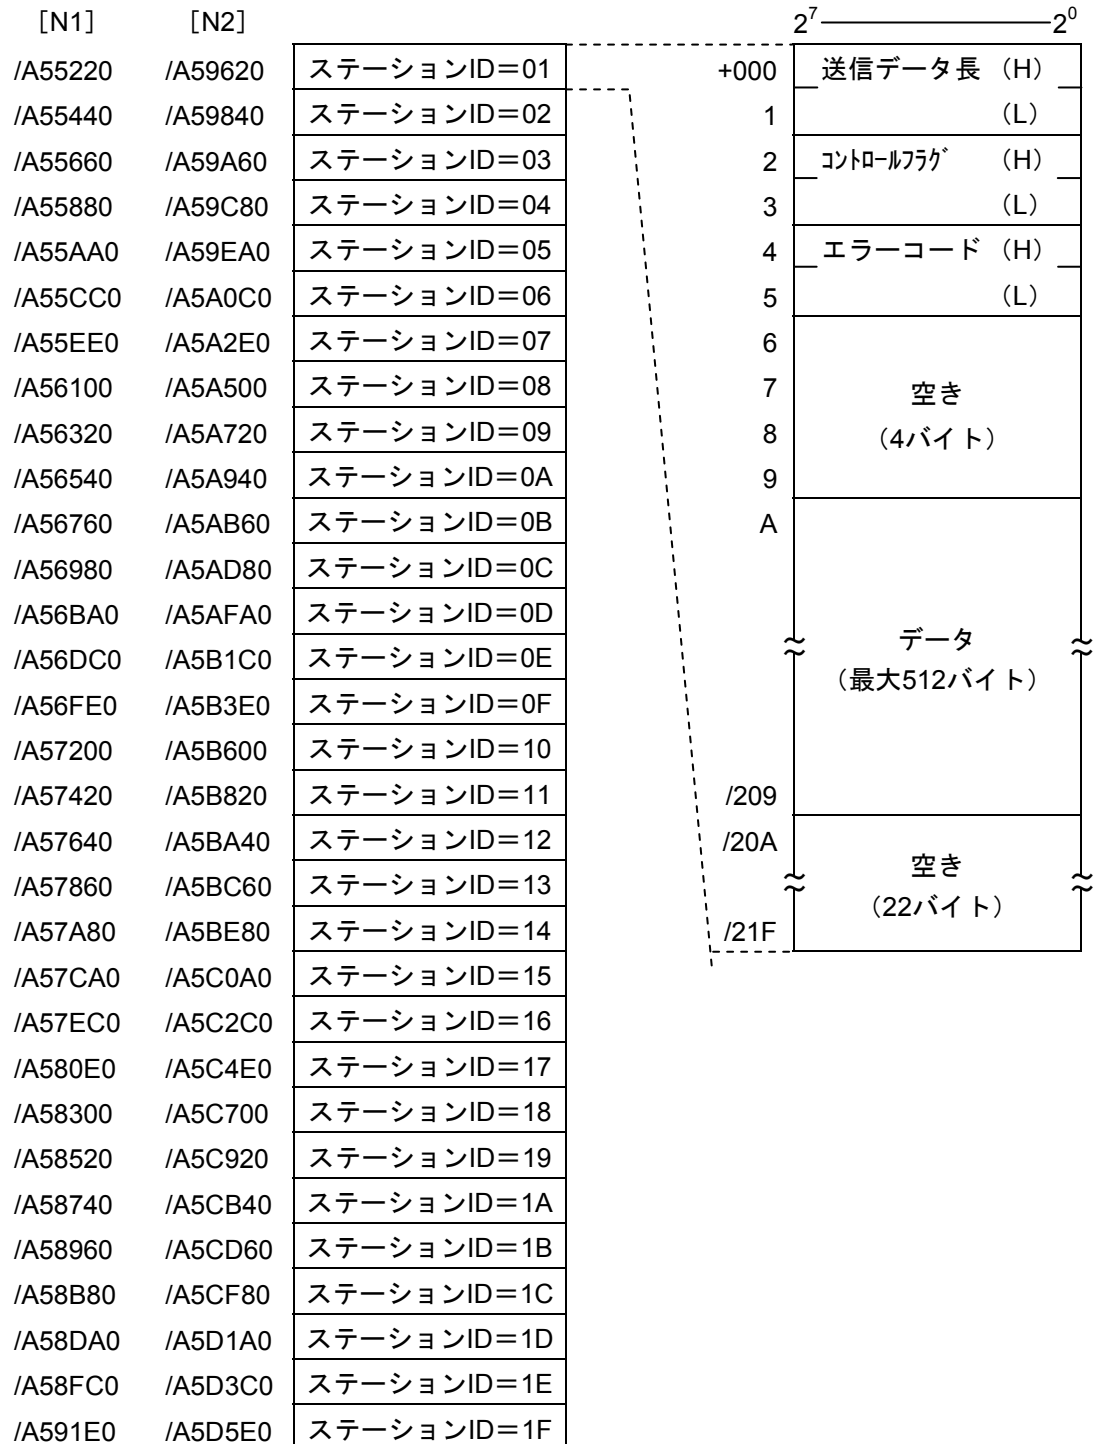 [N1] [N2]
/A55220 /A59620 ステーションID＝01
/A55440 /A59840 ステーションID＝02
/A55660 /A59A60 ステーションID＝03
/A55880 /A59C80 ステーションID＝04
/A55AA0 /A59EA0 ステーションID＝05
/A55CC0 /A5A0C0 ステーションID＝06
/A55EE0 /A5A2E0 ステーションID＝07
/A56100 /A5A500 ステーションID＝08
/A56320 /A5A720 ステーションID＝09
/A56540 /A5A940 ステーションID＝0A
/A56760 /A5AB60 ステーションID＝0B
/A56980 /A5AD80 ステーションID＝0C
/A56BA0 /A5AFA0 ステーションID＝0D
/A56DC0 /A5B1C0 ステーションID＝0E
/A56FE0 /A5B3E0 ステーションID＝0F
/A57200 /A5B600 ステーションID＝10
/A57420 /A5B820 ステーションID＝11
/A57640 /A5BA40 ステーションID＝12
/A57860 /A5BC60 ステーションID＝13
/A57A80 /A5BE80 ステーションID＝14
/A57CA0 /A5C0A0 ステーションID＝15
/A57EC0 /A5C2C0 ステーションID＝16
/A580E0 /A5C4E0 ステーションID＝17
/A58300 /A5C700 ステーションID＝18
/A58520 /A5C920 ステーションID＝19
/A58740 /A5CB40 ステーションID＝1A
/A58960 /A5CD60 ステーションID＝1B
/A58B80 /A5CF80 ステーションID＝1C
/A58DA0 /A5D1A0 ステーションID＝1D
/A58FC0 /A5D3C0 ステーションID＝1E
/A591E0 /A5D5E0 ステーションID＝1F
2⁷ 2⁰
+000 送信データ長 （H）
1 （L）
2 ｺﾝﾄﾛｰﾙﾌﾗｸﾞ （H）
3 （L）
4 エラーコード （H）
5 （L）
6
7 空き
8 （4バイト）
9
A
データ
（最大512バイト）
/209
/20A
空き
（22バイト）
/21F